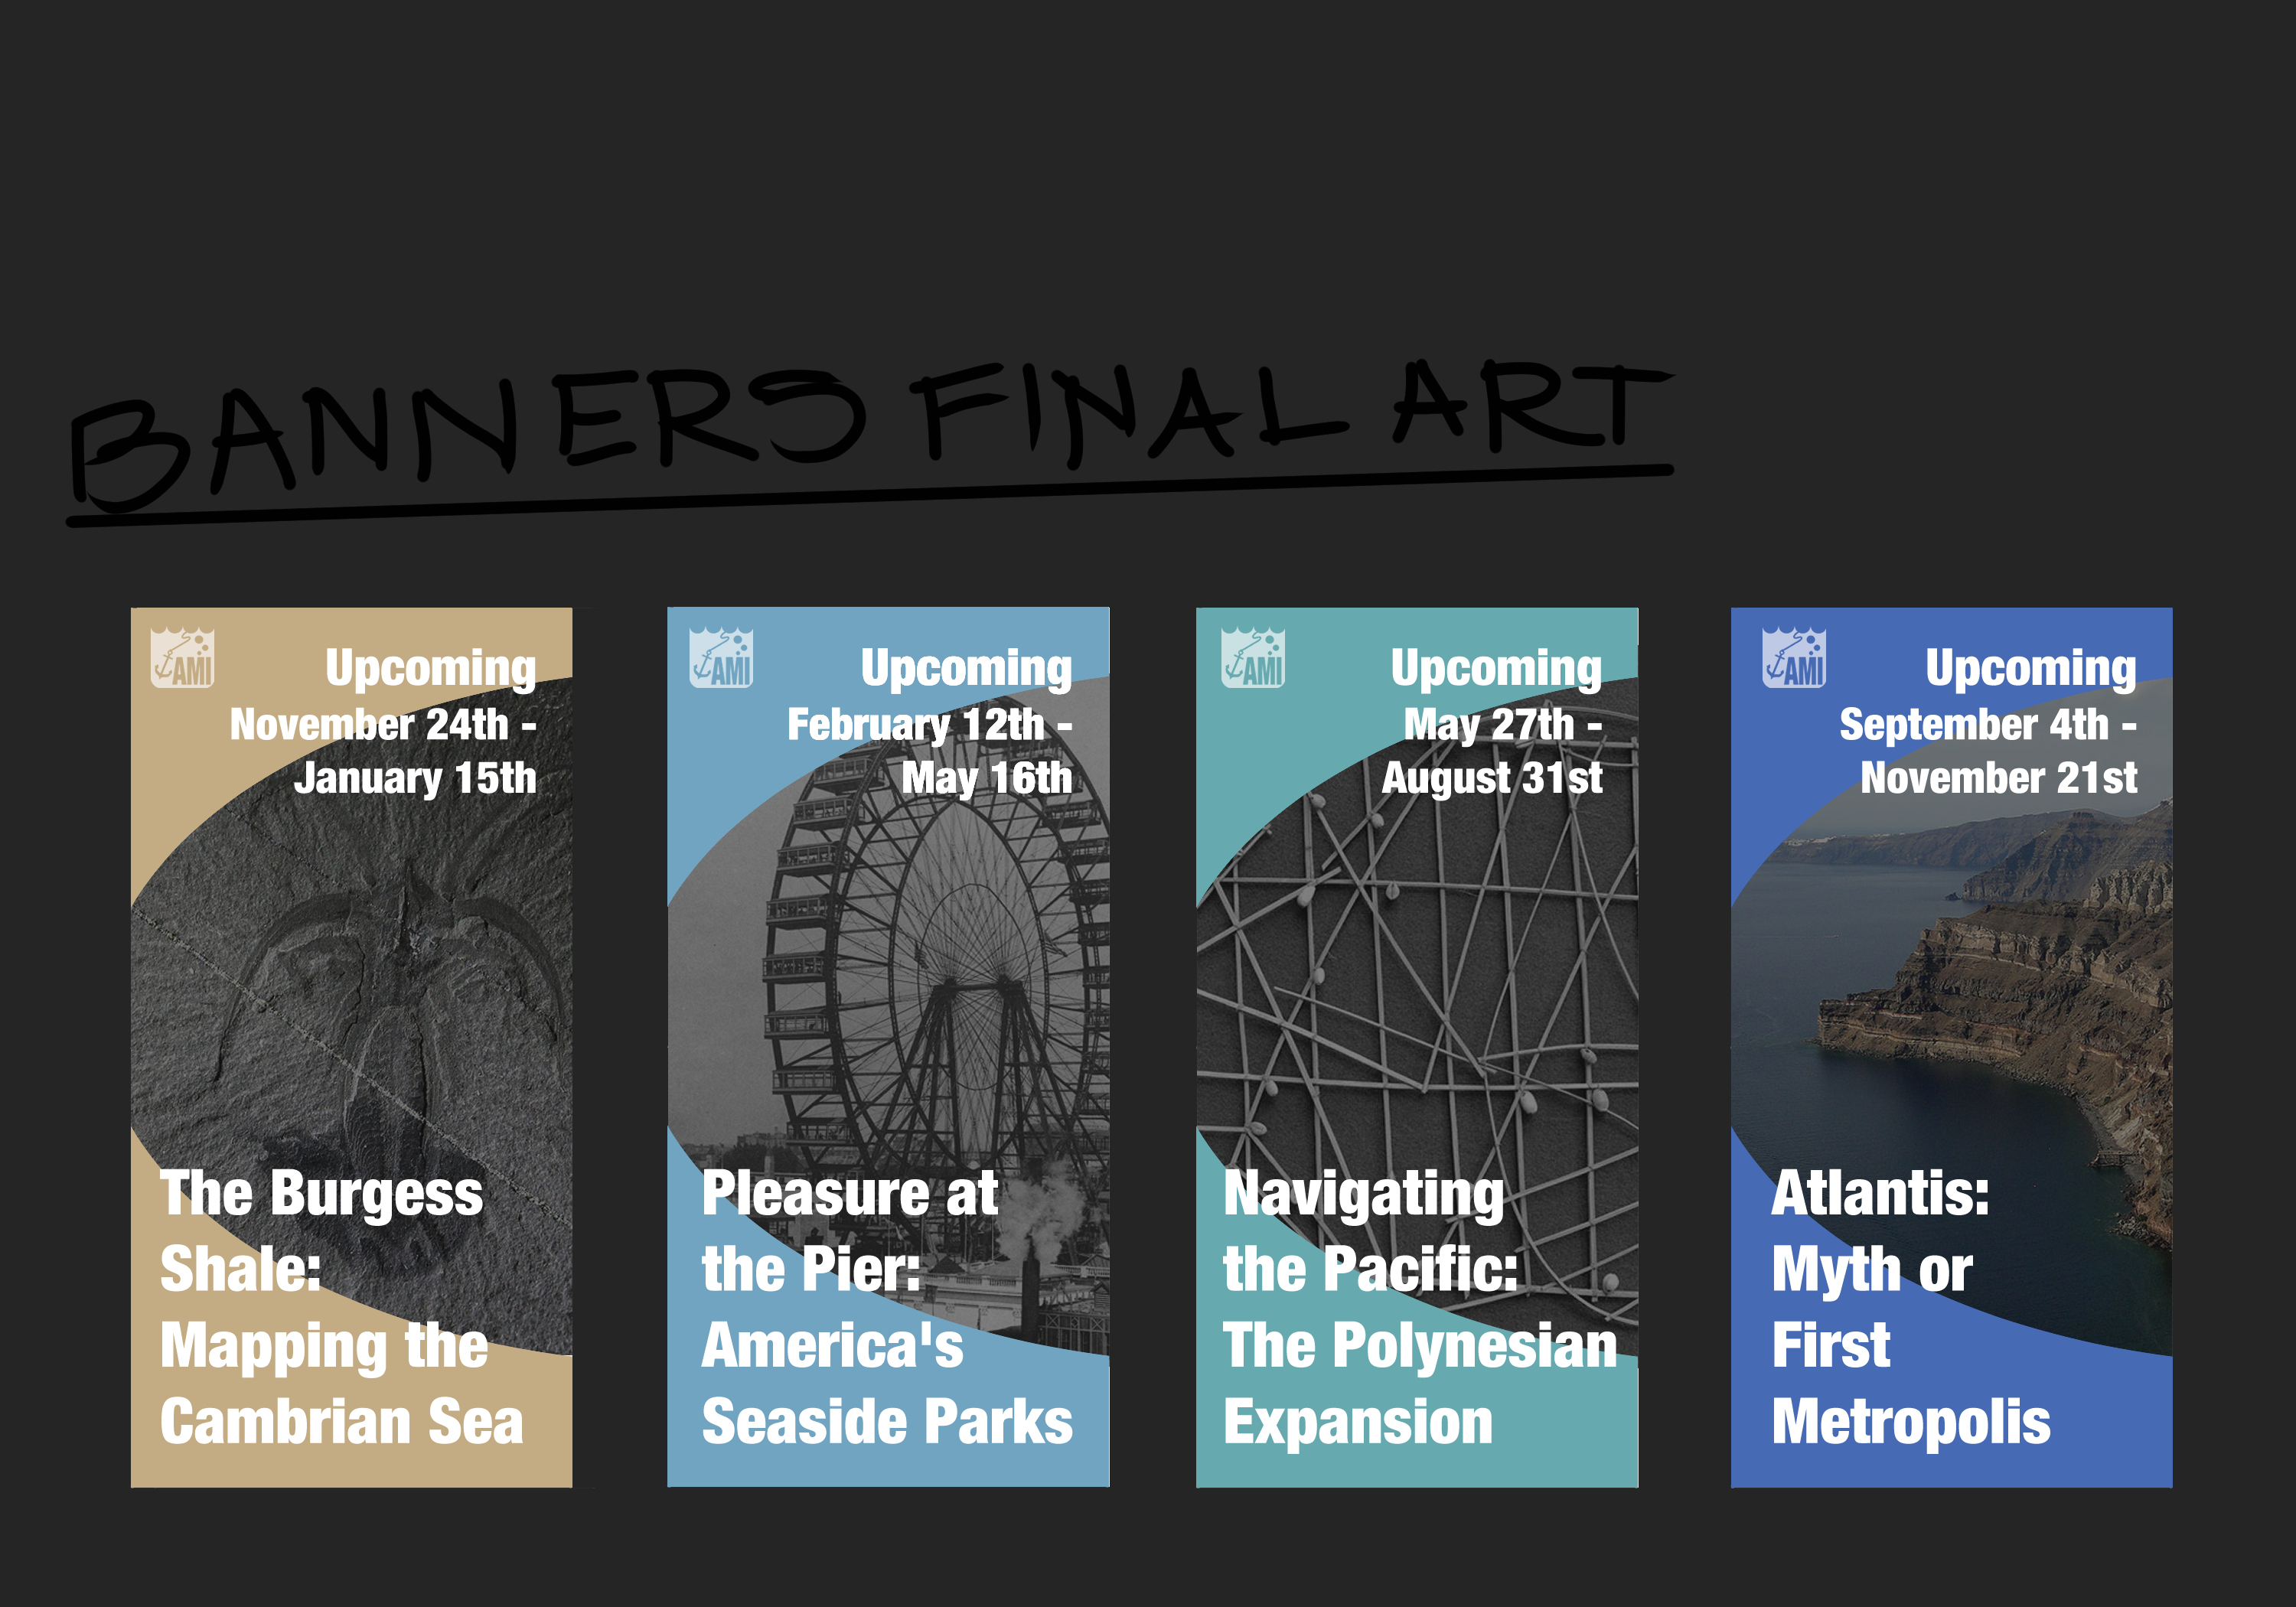 BANNERS FINAL ART
AMI
Upcoming
November 24th -
January 15th
The Burgess
Shale:
Mapping the
Cambrian Sea
AMI
Upcoming
February 12th -
May 16th
Pleasure at
the Pier:
America's
Seaside Parks
AMI
Upcoming
May 27th -
August 31st
Navigating
the Pacific:
The Polynesian
Expansion
AMI
Upcoming
September 4th -
November 21st
Atlantis:
Myth or
First
Metropolis